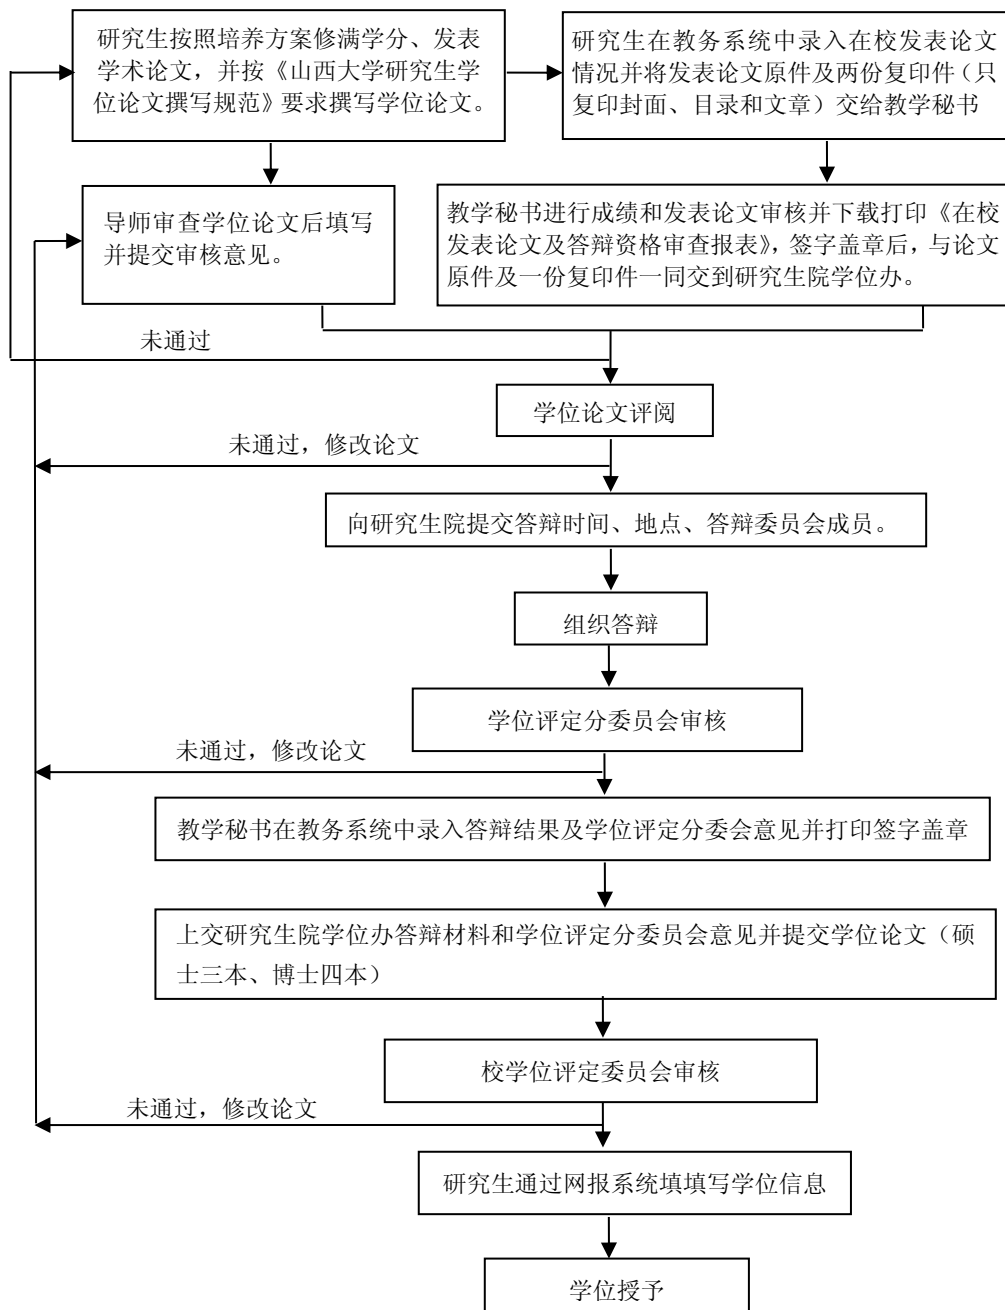 研究生按照培养方案修满学分、发表
学术论文，并按《山西大学研究生学
位论文撰写规范》要求撰写学位论文。
研究生在教务系统中录入在校发表论文
情况并将发表论文原件及两份复印件（只
复印封面、目录和文章）交给教学秘书
导师审查学位论文后填写
并提交审核意见。
教学秘书进行成绩和发表论文审核并下载打印《在校
发表论文及答辩资格审查报表》，签字盖章后，与论文
原件及一份复印件一同交到研究生院学位办。
未通过
学位论文评阅
未通过，修改论文
向研究生院提交答辩时间、地点、答辩委员会成员。
组织答辩
学位评定分委员会审核
未通过，修改论文
教学秘书在教务系统中录入答辩结果及学位评定分委会意见并打印签字盖章
上交研究生院学位办答辩材料和学位评定分委员会意见并提交学位论文（硕
士三本、博士四本）
校学位评定委员会审核
未通过，修改论文
研究生通过网报系统填填写学位信息
学位授予